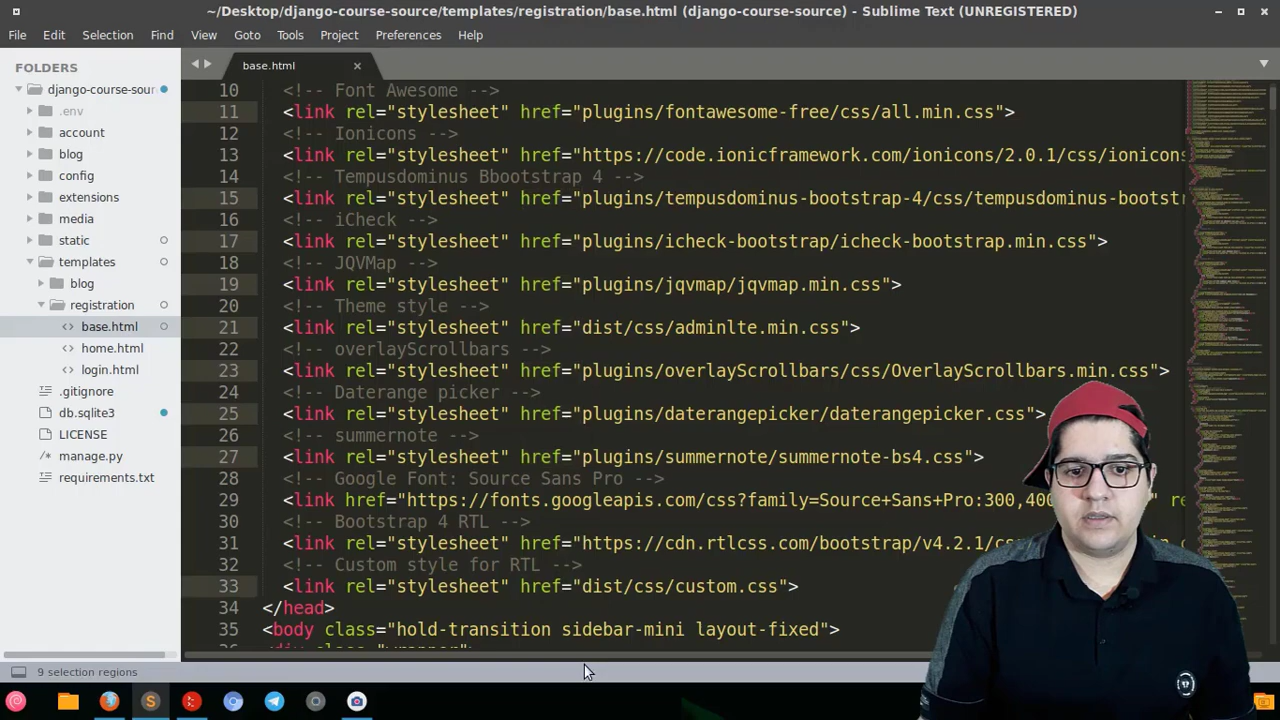 ~/Desktop/django-course-source/templates/registration/base.html (django-course-source) - Sublime Text (UNREGISTERED)
File Edit Selection Find View Goto Tools Project Preferences Help
FOLDERS
django-course-sour
.env
account
blog
config
extensions
media
static
templates
blog
registration
base.html
home.html
login.html
.gitignore
db.sqlite3
LICENSE
manage.py
requirements.txt
base.html
10 <!-- Font Awesome -->
11 <link rel="stylesheet" href="plugins/fontawesome-free/css/all.min.css">
12 <!-- Ionicons -->
13 <link rel="stylesheet" href="https://code.ionicframework.com/ionicons/2.0.1/css/ionicons
14 <!-- Tempusdominus Bbootstrap 4 -->
15 <link rel="stylesheet" href="plugins/tempusdominus-bootstrap-4/css/tempusdominus-bootstr
16 <!-- iCheck -->
17 <link rel="stylesheet" href="plugins/icheck-bootstrap/icheck-bootstrap.min.css">
18 <!-- JQVMap -->
19 <link rel="stylesheet" href="plugins/jqvmap/jqvmap.min.css">
20 <!-- Theme style -->
21 <link rel="stylesheet" href="dist/css/adminlte.min.css">
22 <!-- overlayScrollbars -->
23 <link rel="stylesheet" href="plugins/overlayScrollbars/css/OverlayScrollbars.min.css">
24 <!-- Daterange picker -->
25 <link rel="stylesheet" href="plugins/daterangepicker/daterangepicker.css">
26 <!-- summernote -->
27 <link rel="stylesheet" href="plugins/summernote/summernote-bs4.css">
28 <!-- Google Font: Source Sans Pro -->
29 <link href="https://fonts.googleapis.com/css?family=Source+Sans+Pro:300,400 " re
30 <!-- Bootstrap 4 RTL -->
31 <link rel="stylesheet" href="https://cdn.rtlcss.com/bootstrap/v4.2.1/css
32 <!-- Custom style for RTL -->
33 <link rel="stylesheet" href="dist/css/custom.css">
34 </head>
35 <body class="hold-transition sidebar-mini layout-fixed">
36 <div class="wrapper">
9 selection regions